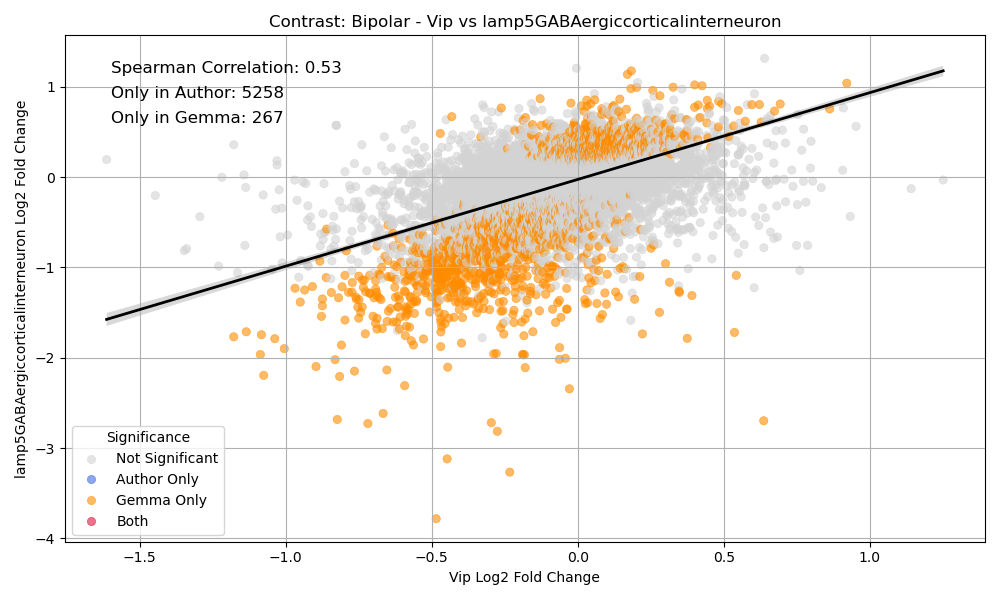 Contrast: Bipolar - Vip vs lamp5GABAergiccorticalinterneuron
Spearman Correlation: 0.53
Only in Author: 5258
Only in Gemma: 267
lamp5GABAergiccorticalinterneuron Log2 Fold Change
1
0
−1
−2
−3
−4
Significance
Not Significant
Author Only
Gemma Only
Both
−1.5 −1.0 −0.5 0.0 0.5 1.0
Vip Log2 Fold Change